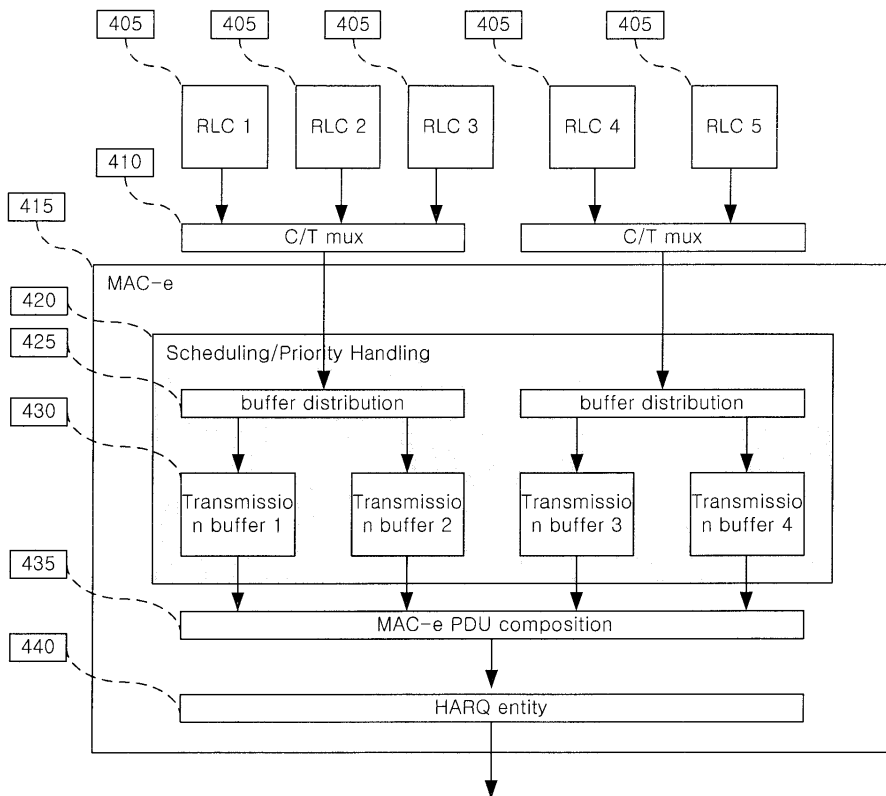 405 405 405 405 405
RLC 1 RLC 2 RLC 3 RLC 4 RLC 5
410
415
C/T mux C/T mux
MAC-e
420
425
Scheduling/Priority Handling
430
buffer distribution buffer distribution
Transmissio Transmissio Transmissio Transmissio
n buffer 1 n buffer 2 n buffer 3 n buffer 4
435
MAC-e PDU composition
440
HARQ entity